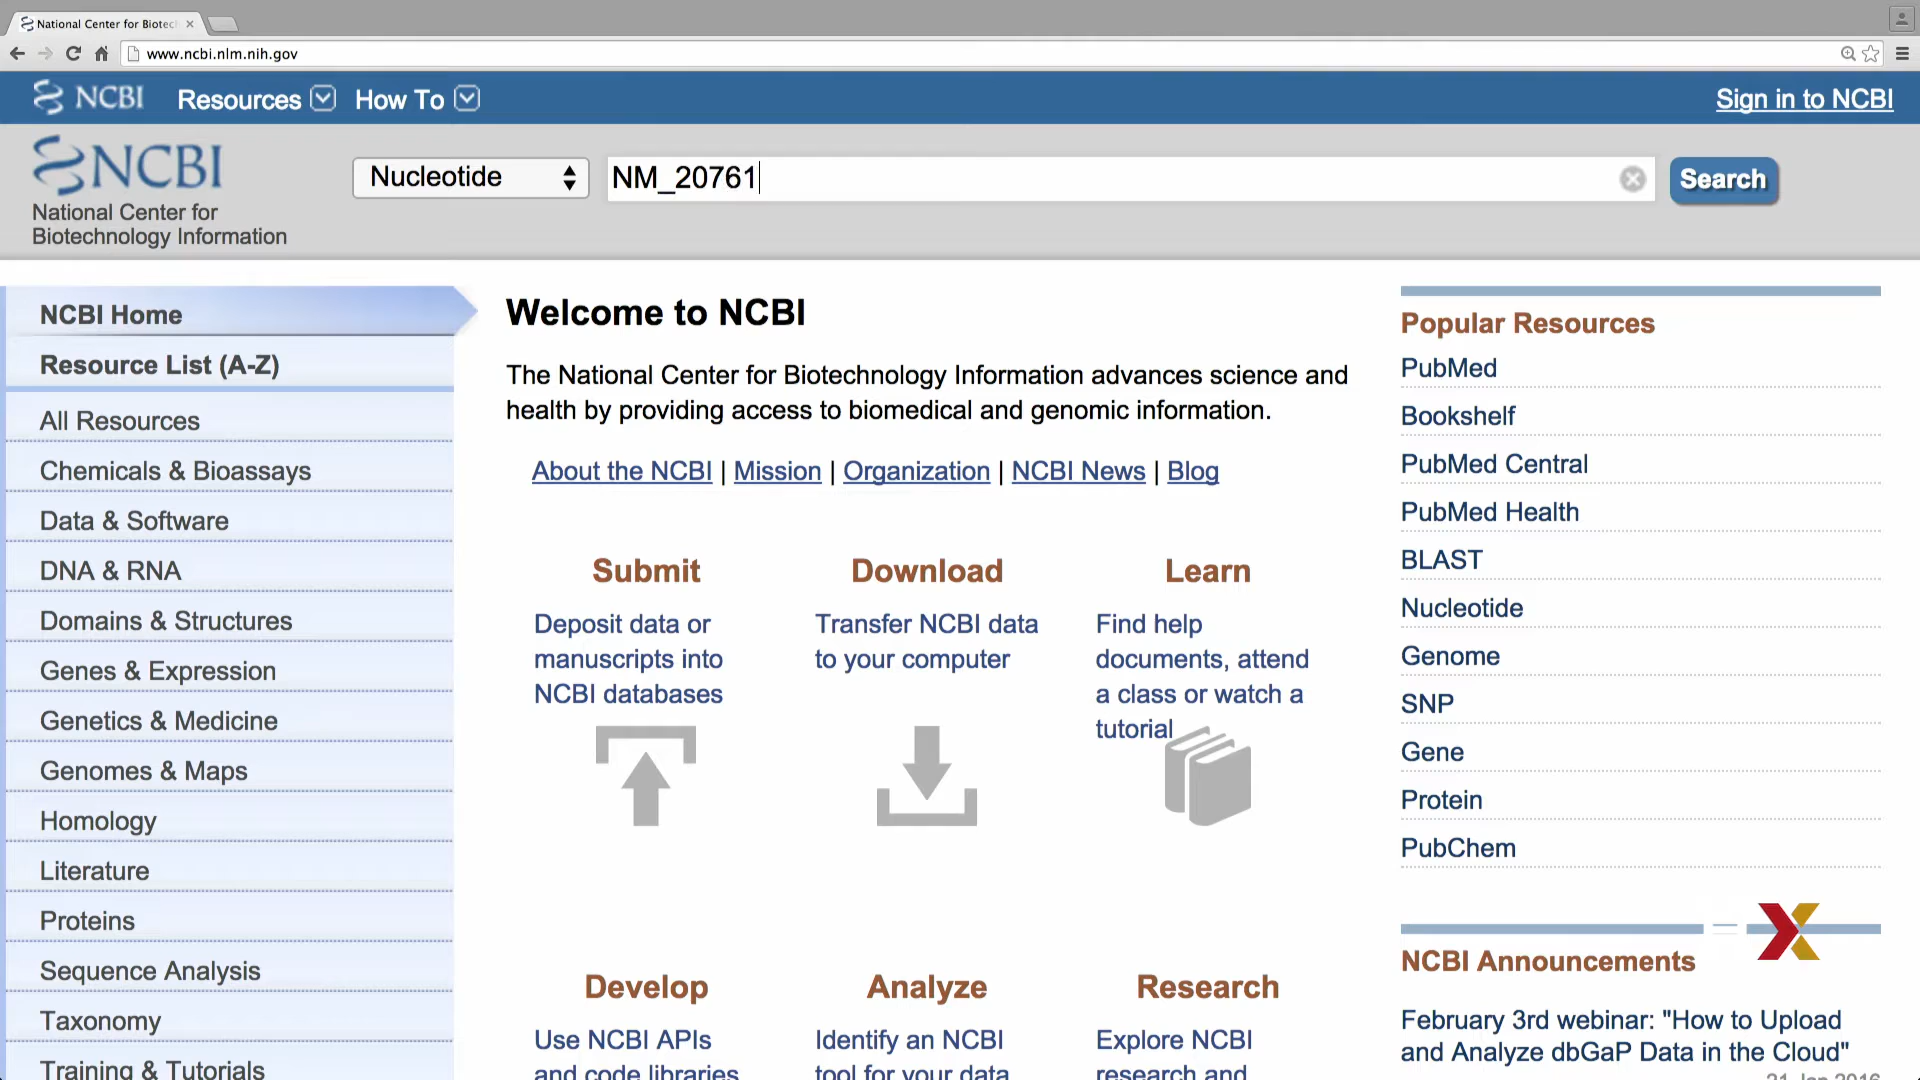 National Center for Biotec
www.ncbi.nlm.nih.gov
NCBI Resources How To Sign in to NCBI
NCBI
National Center for
Biotechnology Information
Nucleotide NM_20761 Search
NCBI Home
Resource List (A-Z)
All Resources
Chemicals & Bioassays
Data & Software
DNA & RNA
Domains & Structures
Genes & Expression
Genetics & Medicine
Genomes & Maps
Homology
Literature
Proteins
Sequence Analysis
Taxonomy
Training & Tutorials
Welcome to NCBI
The National Center for Biotechnology Information advances science and
health by providing access to biomedical and genomic information.
About the NCBI | Mission | Organization | NCBI News | Blog
Submit
Deposit data or
manuscripts into
NCBI databases
Download
Transfer NCBI data
to your computer
Learn
Find help
documents, attend
a class or watch a
tutorial
Develop
Use NCBI APIs
and code libraries
Analyze
Identify an NCBI
tool for your data
Research
Explore NCBI
research and
Popular Resources
PubMed
Bookshelf
PubMed Central
PubMed Health
BLAST
Nucleotide
Genome
SNP
Gene
Protein
PubChem
NCBI Announcements
February 3rd webinar: "How to Upload
and Analyze dbGaP Data in the Cloud"
21 Jan 2016